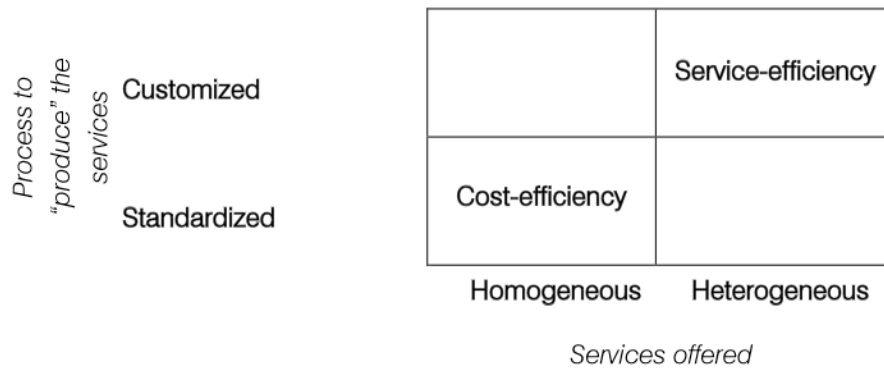 Process to
“produce” the
services
Customized
Service-efficiency
Standardized
Cost-efficiency
Homogeneous
Heterogeneous
Services offered